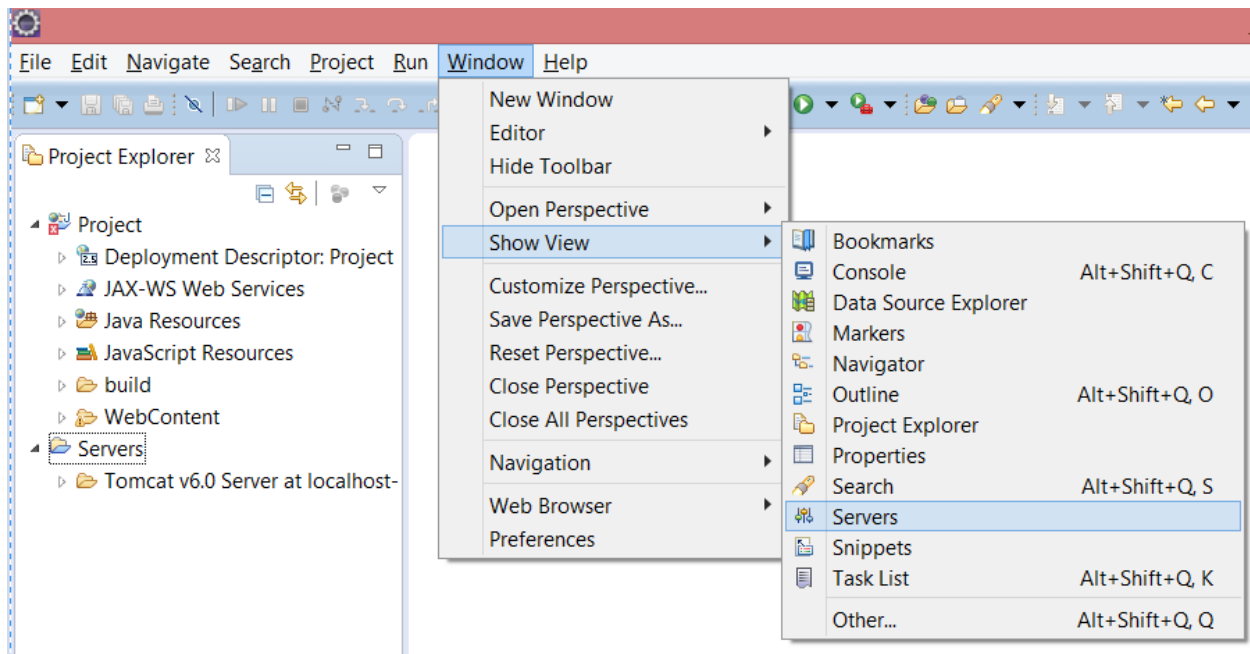 File Edit Navigate Search Project Run Window Help
Project Explorer
Project
Deployment Descriptor: Project
JAX-WS Web Services
Java Resources
JavaScript Resources
build
WebContent
Servers
Tomcat v6.0 Server at localhost-
New Window
Editor
Hide Toolbar
Open Perspective
Show View
Customize Perspective...
Save Perspective As...
Reset Perspective...
Close Perspective
Close All Perspectives
Navigation
Web Browser
Preferences
Bookmarks
Console Alt+Shift+Q, C
Data Source Explorer
Markers
Navigator
Outline Alt+Shift+Q, O
Project Explorer
Properties
Search Alt+Shift+Q, S
Servers
Snippets
Task List Alt+Shift+Q, K
Other... Alt+Shift+Q, Q